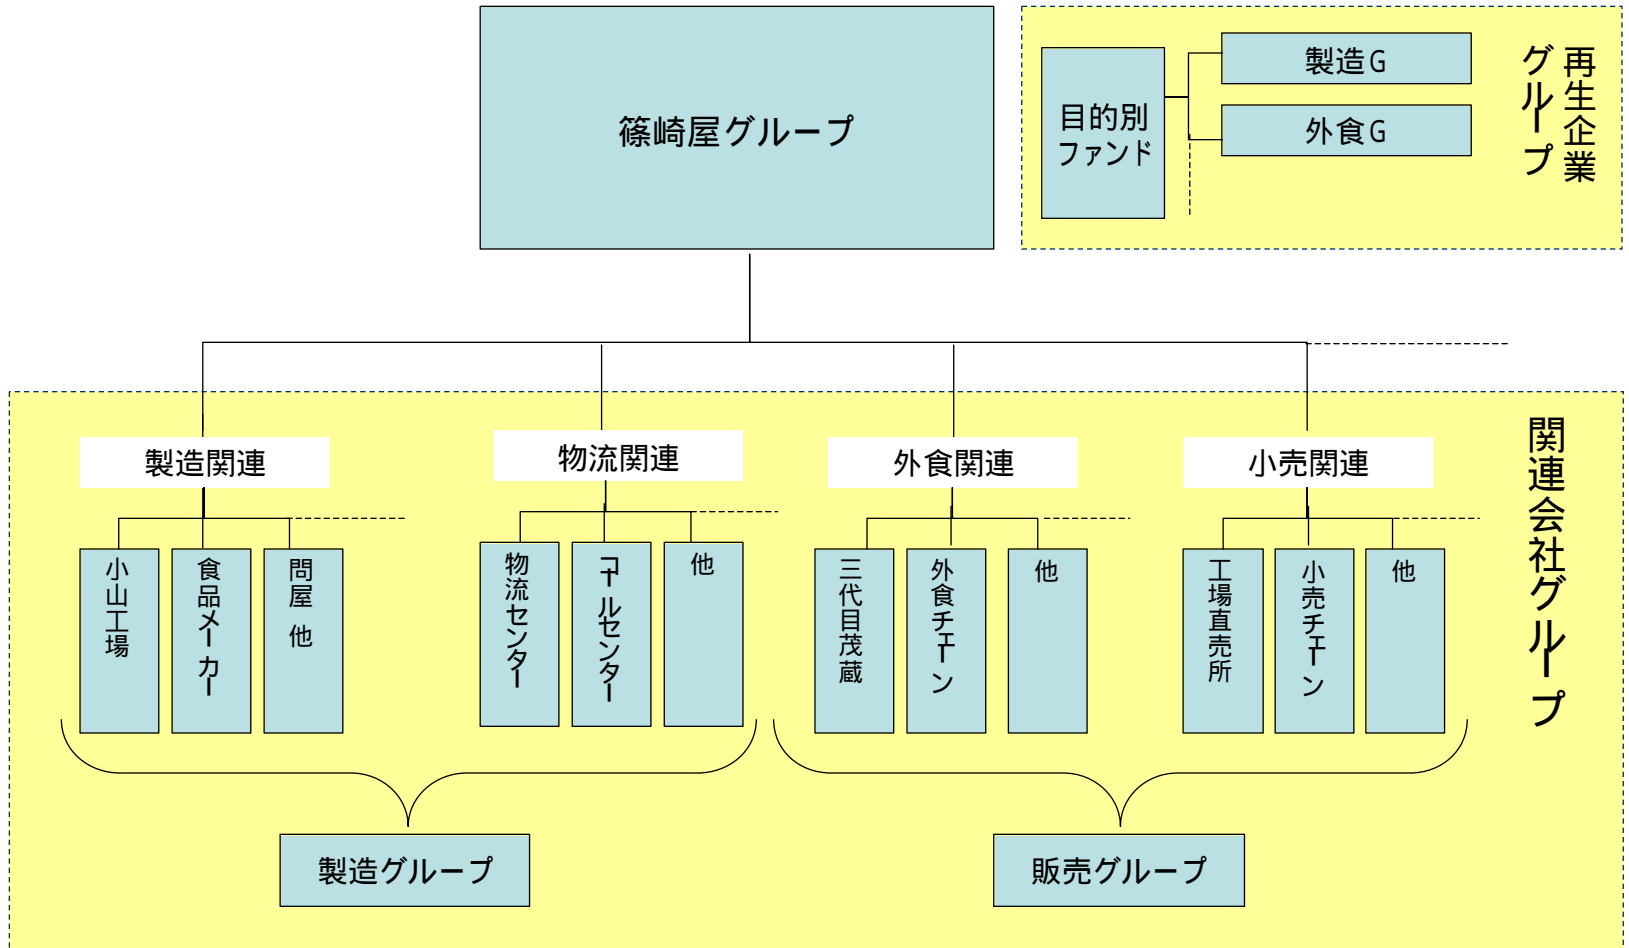 篠崎屋グループ
目的別
ファンド
製造G
外食G
再生企業
グループ
関連会社グループ
製造関連
物流関連
外食関連
小売関連
小山工場
食品メーカー
問屋 他
物流センター
コールセンター
他
三代目茂蔵
外食チェーン
他
工場直売所
小売チェーン
他
製造グループ
販売グループ